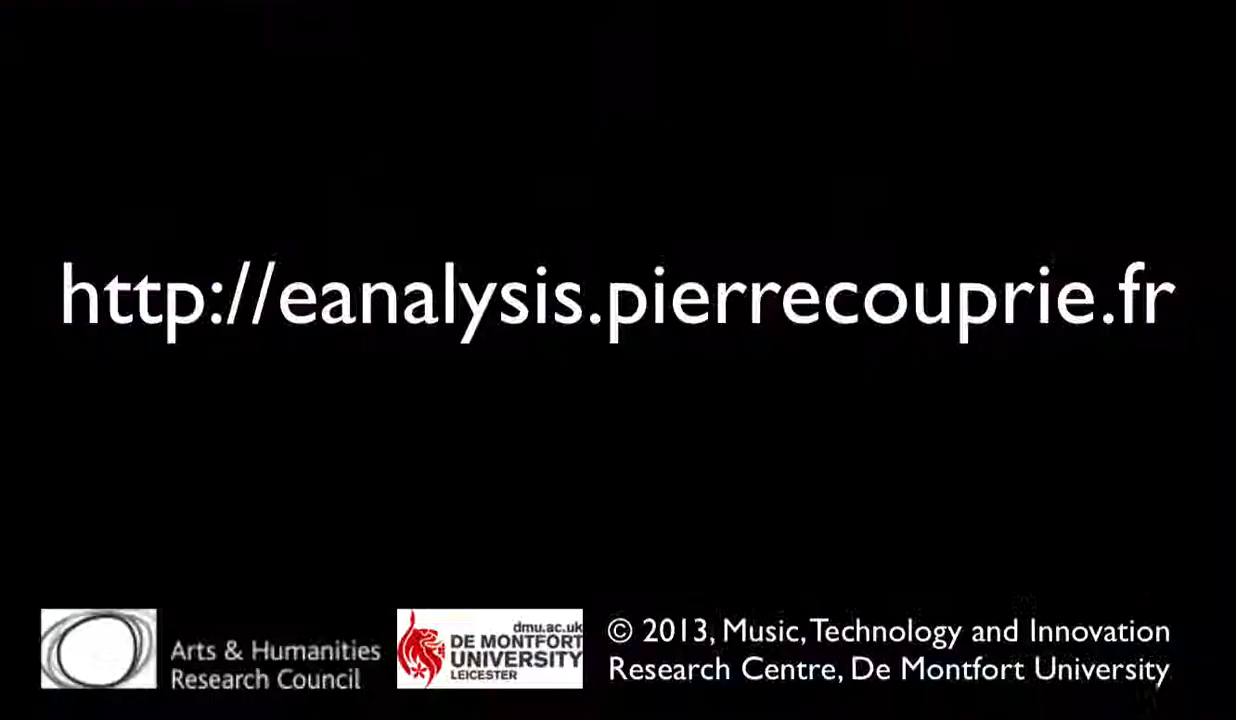 http://eanalysis.pierrecouprie.fr
Arts & Humanities
Research Council
dmu.ac.uk
DE MONTFORT
UNIVERSITY
LEICESTER
© 2013, Music, Technology and Innovation
Research Centre, De Montfort University